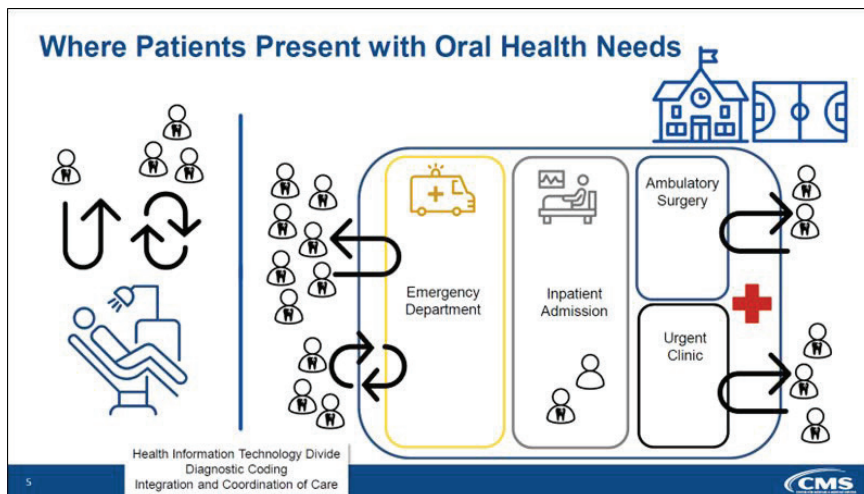 Where Patients Present with Oral Health Needs
Emergency
Department
Inpatient
Admission
Ambulatory
Surgery
Urgent
Clinic
Health Information Technology Divide
Diagnostic Coding
Integration and Coordination of Care
5
CMS